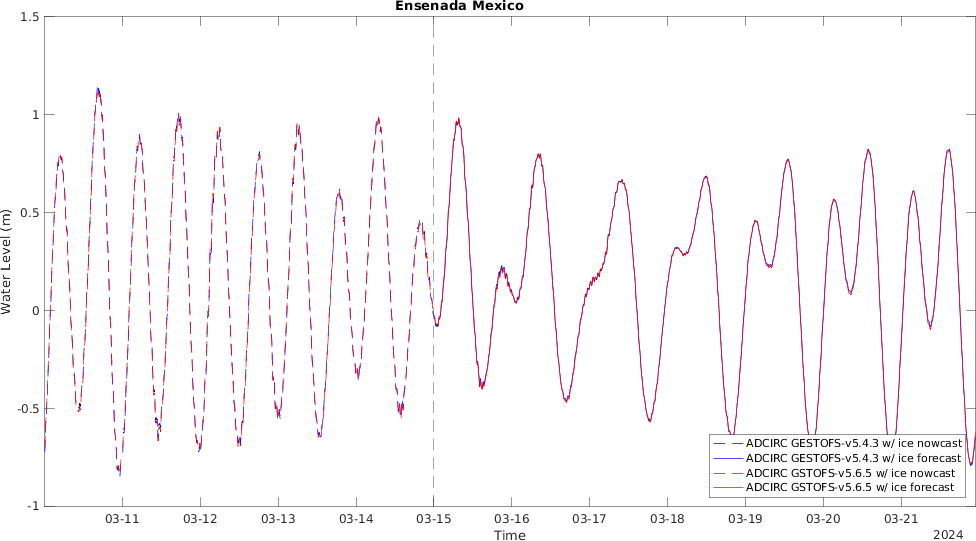 Ensenada Mexico
Water Level (m)
1.5
1
0.5
0
-0.5
-1
03-11 03-12 03-13 03-14 03-15 03-16 03-17 03-18 03-19 03-20 03-21
Time
2024
ADCIRC GESTOFS-v5.4.3 w/ ice nowcast
ADCIRC GESTOFS-v5.4.3 w/ ice forecast
ADCIRC GSTOFS-v5.6.5 w/ ice nowcast
ADCIRC GSTOFS-v5.6.5 w/ ice forecast